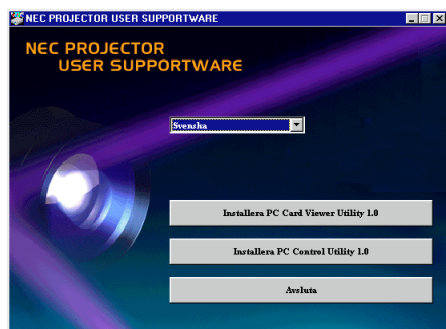 NEC PROJECTOR USER SUPPORTWARE
NEC PROJECTOR
USER SUPPORTWARE
Svenska
Installera PC Card Viewer Utility 1.0
Installera PC Control Utility 1.0
Avsluta